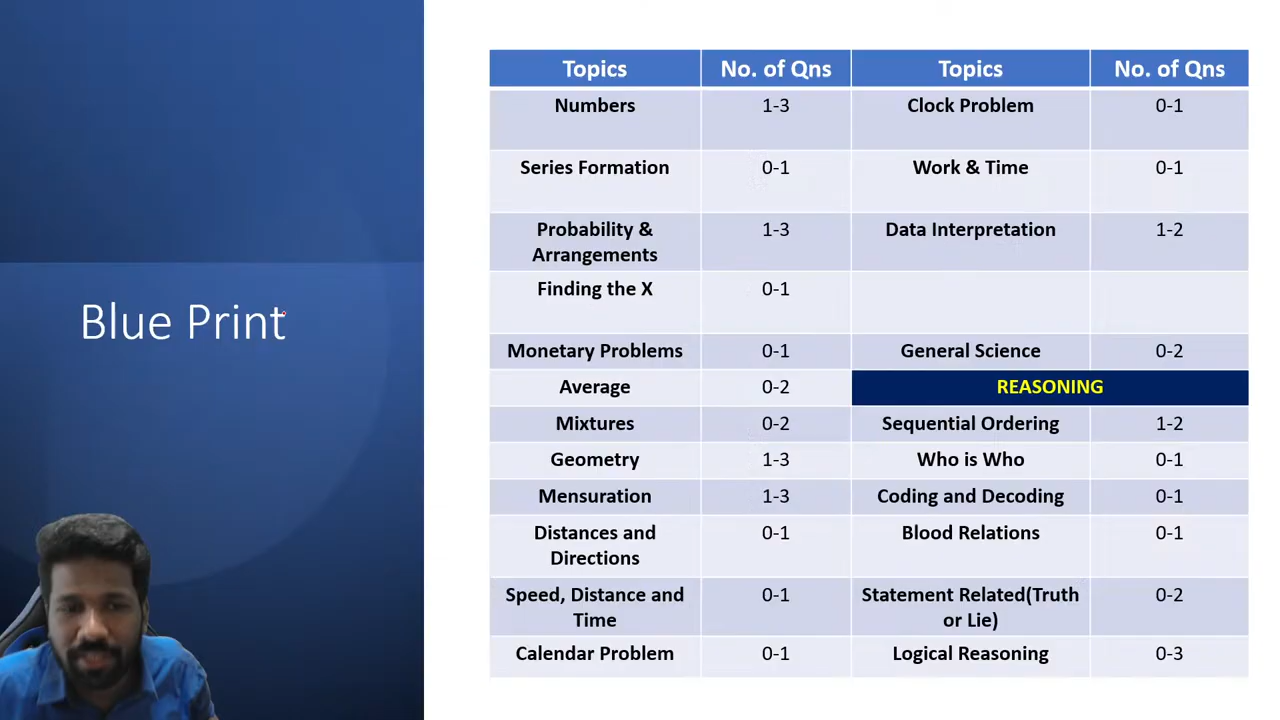 Blue Print
Topics No. of Qns Topics No. of Qns
Numbers 1-3 Clock Problem 0-1
Series Formation 0-1 Work & Time 0-1
Probability & 1-3 Data Interpretation 1-2
Arrangements
Finding the X 0-1
Monetary Problems 0-1 General Science 0-2
Average 0-2 REASONING
Mixtures 0-2 Sequential Ordering 1-2
Geometry 1-3 Who is Who 0-1
Mensuration 1-3 Coding and Decoding 0-1
Distances and 0-1 Blood Relations 0-1
Directions
Speed, Distance and 0-1 Statement Related(Truth 0-2
Time or Lie)
Calendar Problem 0-1 Logical Reasoning 0-3